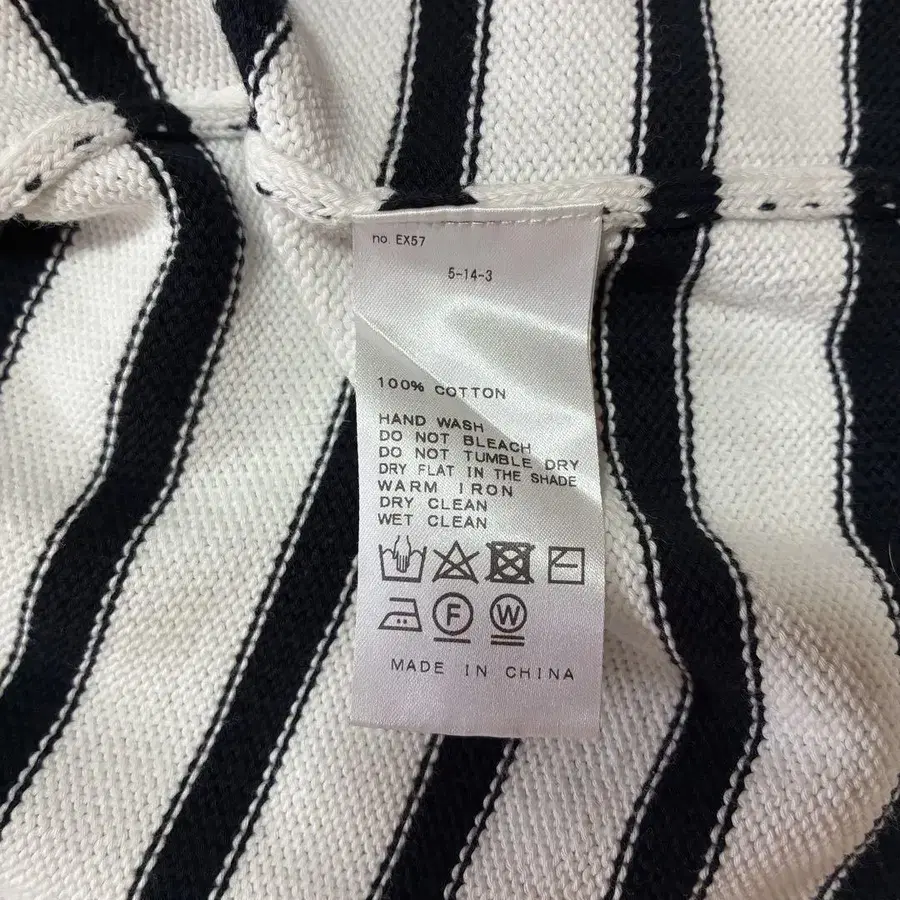 no. EX57
5-14-3
100% COTTON
HAND WASH
DO NOT BLEACH
DO NOT TUMBLE DRY
DRY FLAT IN THE SHADE
WARM IRON
DRY CLEAN
WET CLEAN
F
W
MADE IN CHINA